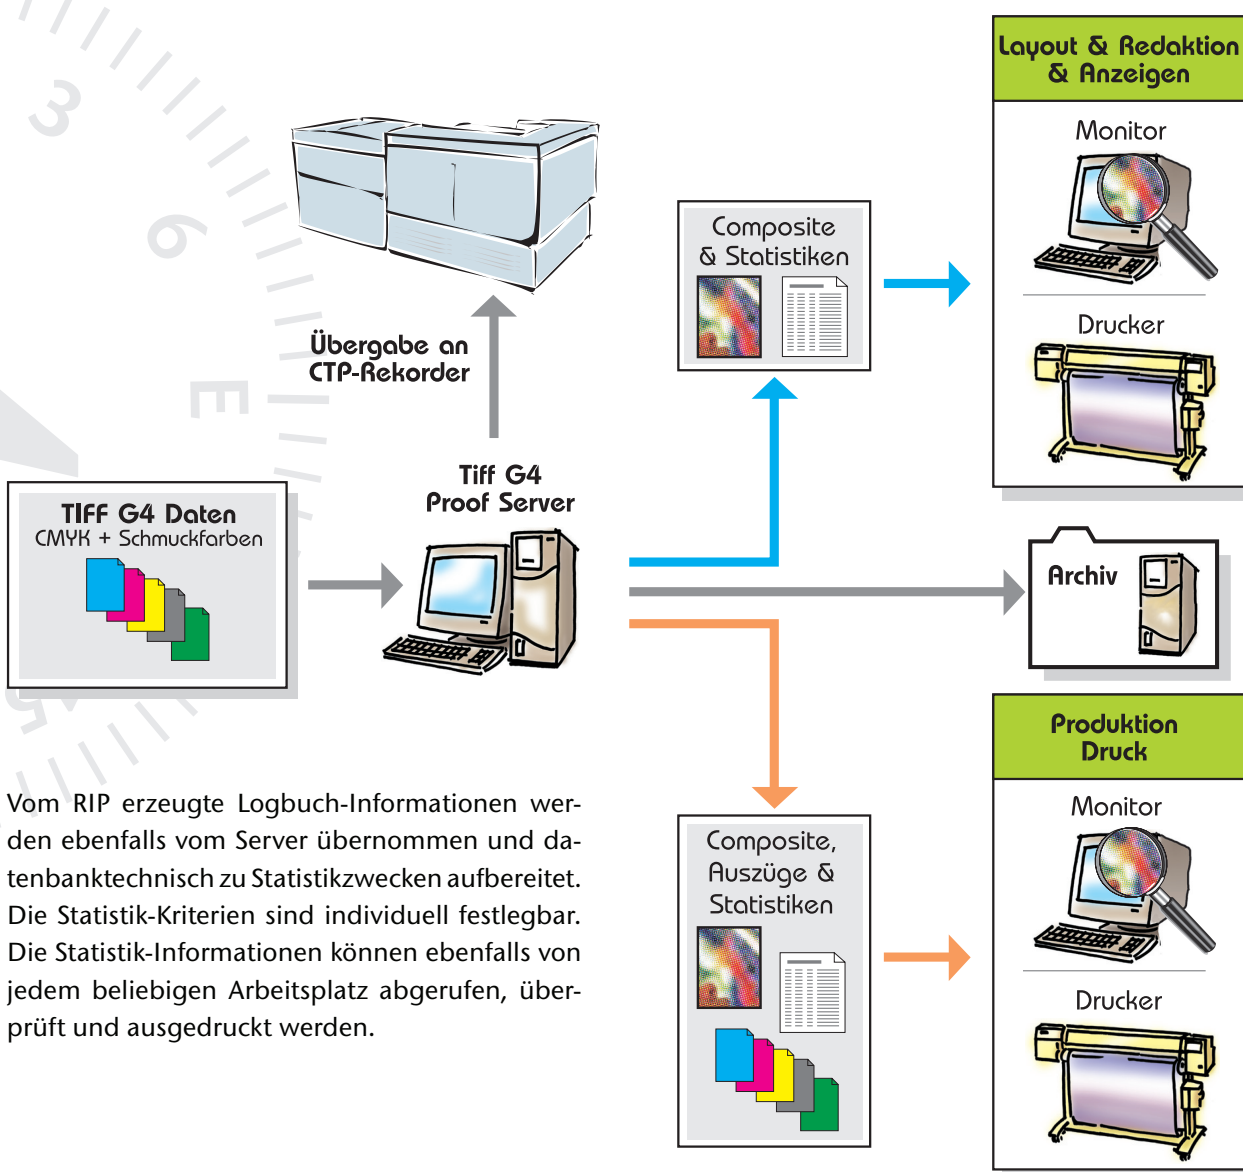 3
6
E
15
Layout & Redaktion
& Anzeigen
Monitor
Drucker
Composite
& Statistiken
Übergabe an
CTP-Rekorder
Tiff G4
Proof Server
TIFF G4 Daten
CMYK + Schmuckfarben
Archiv
Produktion
Druck
Monitor
Drucker
Composite,
Auszüge &
Statistiken
Vom RIP erzeugte Logbuch-Informationen wer-
den ebenfalls vom Server übernommen und da-
tenbanktechnisch zu Statistikzwecken aufbereitet.
Die Statistik-Kriterien sind individuell festlegbar.
Die Statistik-Informationen können ebenfalls von
jedem beliebigen Arbeitsplatz abgerufen, über-
prüft und ausgedruckt werden.